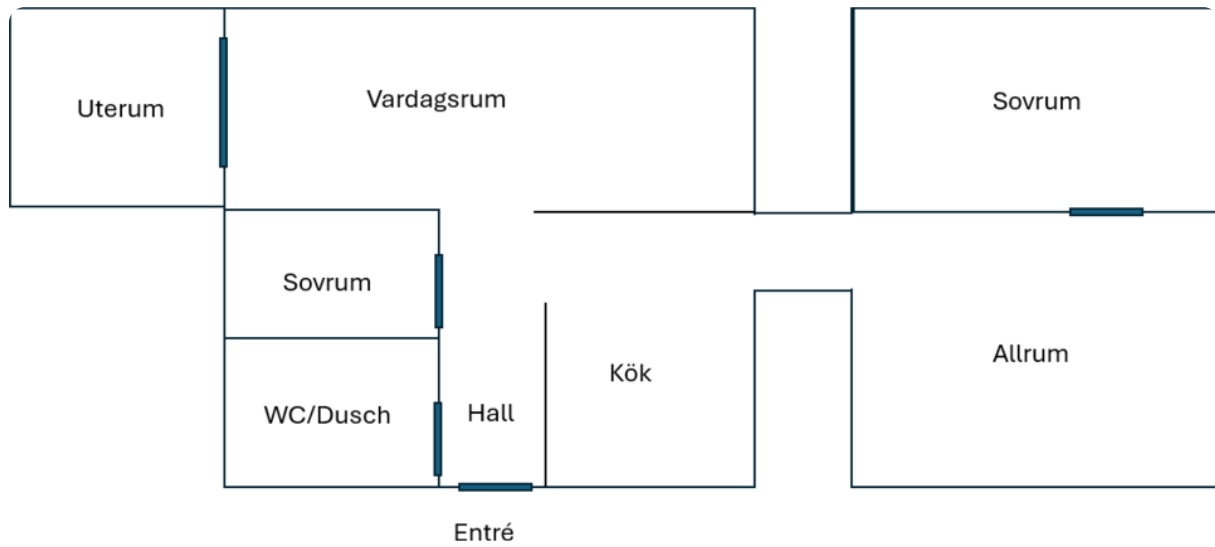 Uterum
Vardagsrum
Sovrum
Sovrum
Allrum
Kök
WC/Dusch
Hall
Entré